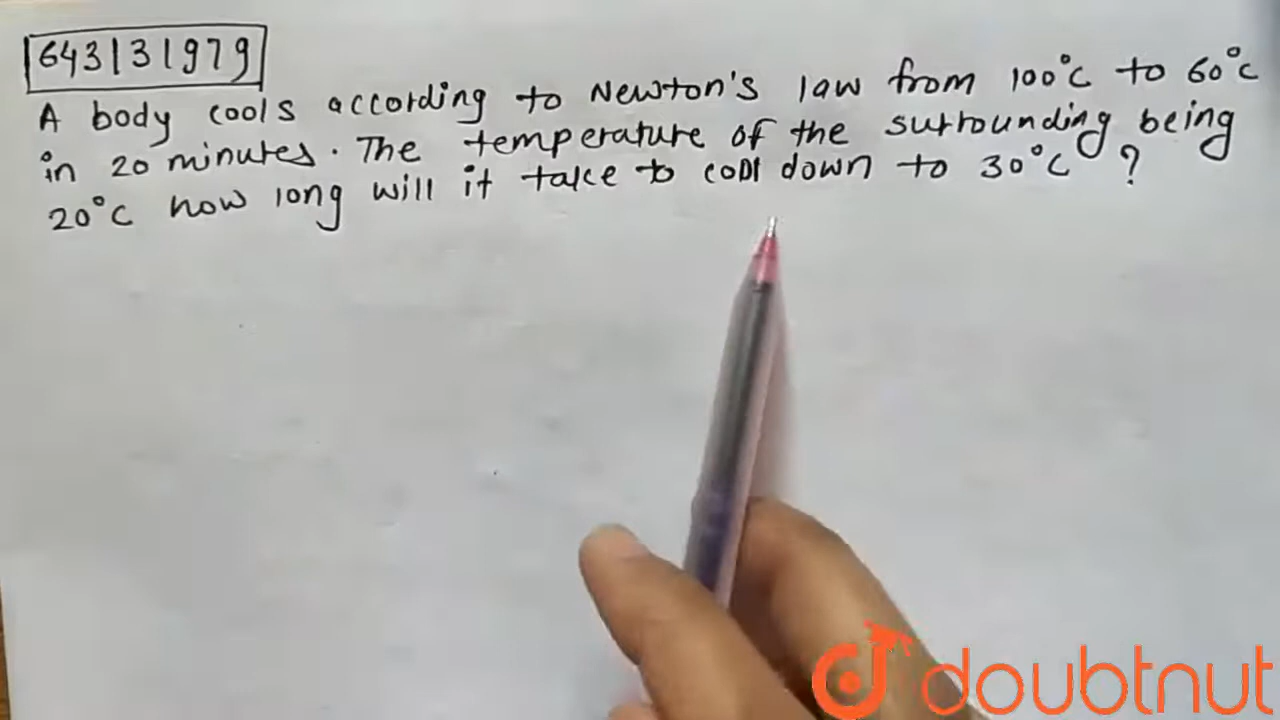 643131979
A body cools according to Newton's law from 100°C to 60°C
in 20 minutes. The temperature of the surrounding being
20°C how long will it take to cool down to 30°C ?
doubtnut